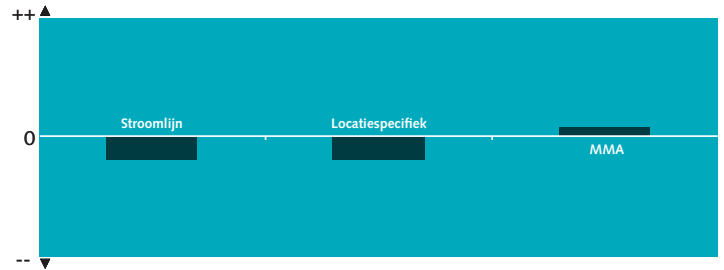 ++
Stroomlijn
Locatiespecifiek
0
MMA
--